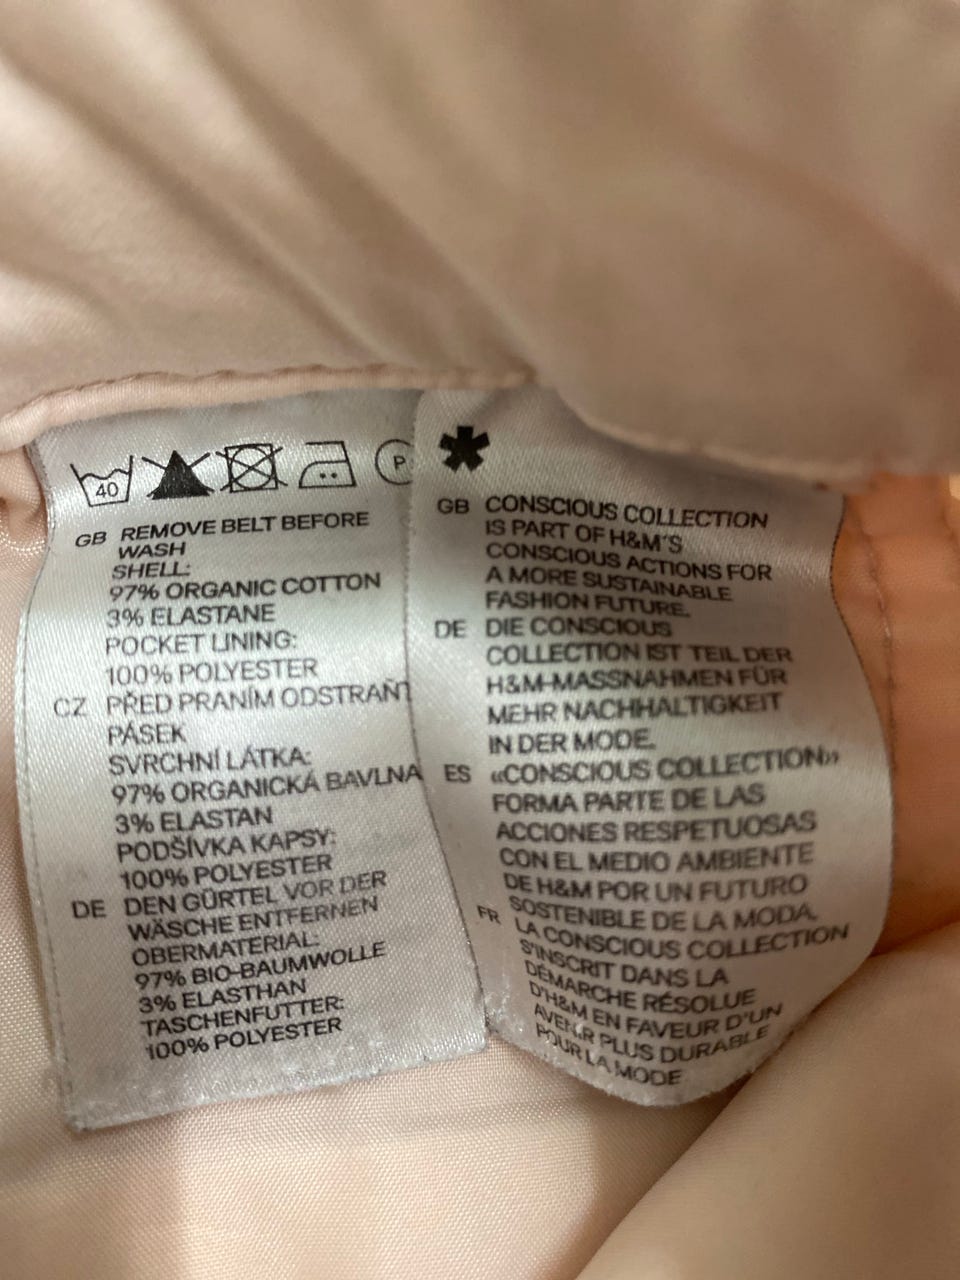 40
P
GB REMOVE BELT BEFORE
WASH
SHELL:
97% ORGANIC COTTON
3% ELASTANE
POCKET LINING:
100% POLYESTER
CZ PŘED PRANÍM ODSTRAŇT
PÁSEK
SVRCHNÍ LÁTKA:
97% ORGANICKÁ BAVLNA
3% ELASTAN
PODŠÍVKA KAPSY:
100% POLYESTER
DE DEN GÜRTEL VOR DER
WÄSCHE ENTFERNEN
OBERMATERIAL:
97% BIO-BAUMWOLLE
3% ELASTHAN
TASCHENFUTTER:
100% POLYESTER
GB CONSCIOUS COLLECTION
IS PART OF H&M'S
CONSCIOUS ACTIONS FOR
A MORE SUSTAINABLE
FASHION FUTURE.
DE DIE CONSCIOUS
COLLECTION IST TEIL DER
H&M-MASSNAHMEN FÜR
MEHR NACHHALTIGKEIT
IN DER MODE.
ES «CONSCIOUS COLLECTION»
FORMA PARTE DE LAS
ACCIONES RESPETUOSAS
CON EL MEDIO AMBIENTE
DE H&M POR UN FUTURO
SOSTENIBLE DE LA MODA.
FR LA CONSCIOUS COLLECTION
S'INSCRIT DANS LA
DÉMARCHE RÉSOLUE
D'H&M EN FAVEUR D'UN
AVENIR PLUS DURABLE
POUR LA MODE